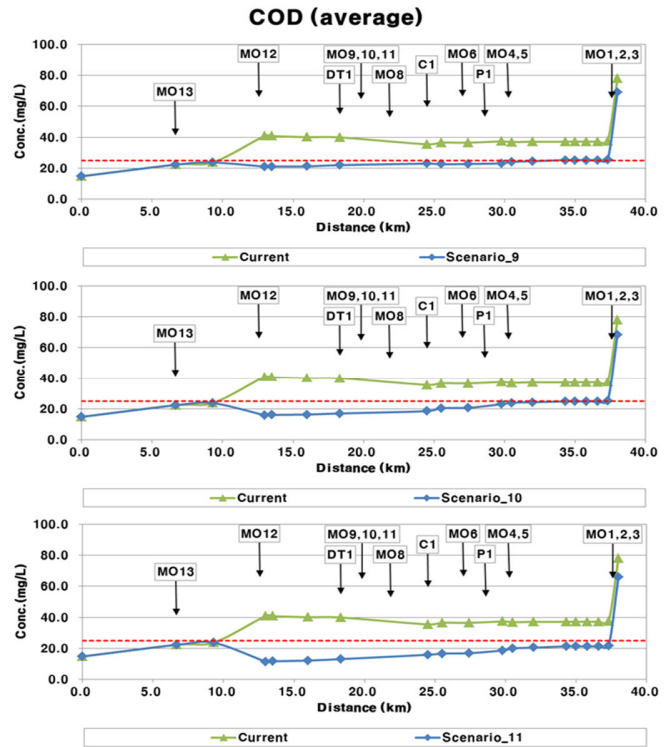 COD (average)
100.0
80.0
60.0
40.0
20.0
0.0
Conc.(mg/L)
MO13
MO12
MO9,10,11
DT1
MO8
C1
MO6
P1
MO4,5
MO1,2,3
0.0 5.0 10.0 15.0 20.0 25.0 30.0 35.0 40.0
Distance (km)
Current Scenario_9
100.0
80.0
60.0
40.0
20.0
0.0
Conc.(mg/L)
MO13
MO12
MO9,10,11
DT1
MO8
C1
MO6
P1
MO4,5
MO1,2,3
0.0 5.0 10.0 15.0 20.0 25.0 30.0 35.0 40.0
Distance (km)
Current Scenario_10
100.0
80.0
60.0
40.0
20.0
0.0
Conc.(mg/L)
MO13
MO12
MO9,10,11
DT1
MO8
C1
MO6
P1
MO4,5
MO1,2,3
0.0 5.0 10.0 15.0 20.0 25.0 30.0 35.0 40.0
Distance (km)
Current Scenario_11